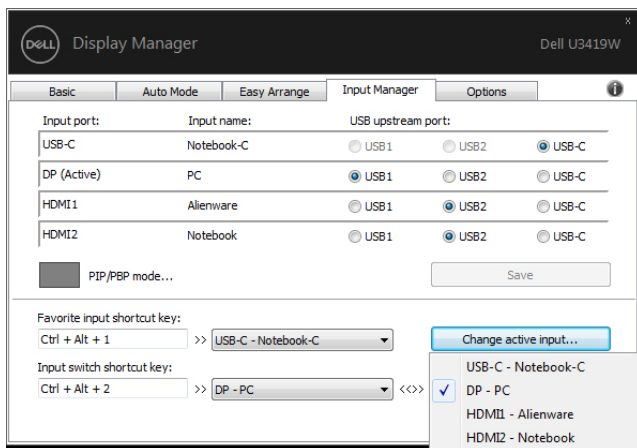 x
DELL Display Manager Dell U3419W
Basic Auto Mode Easy Arrange Input Manager Options i
Input port: Input name: USB upstream port:
USB-C Notebook-C USB1 USB2 USB-C
DP (Active) PC USB1 USB2 USB-C
HDMI1 Alienware USB1 USB2 USB-C
HDMI2 Notebook USB1 USB2 USB-C
PIP/PBP mode... Save
Favorite input shortcut key:
Ctrl + Alt + 1 >> USB-C - Notebook-C Change active input...
Input switch shortcut key:
Ctrl + Alt + 2 >> DP - PC <<>>
USB-C - Notebook-C
DP - PC
HDMI1 - Alienware
HDMI2 - Notebook